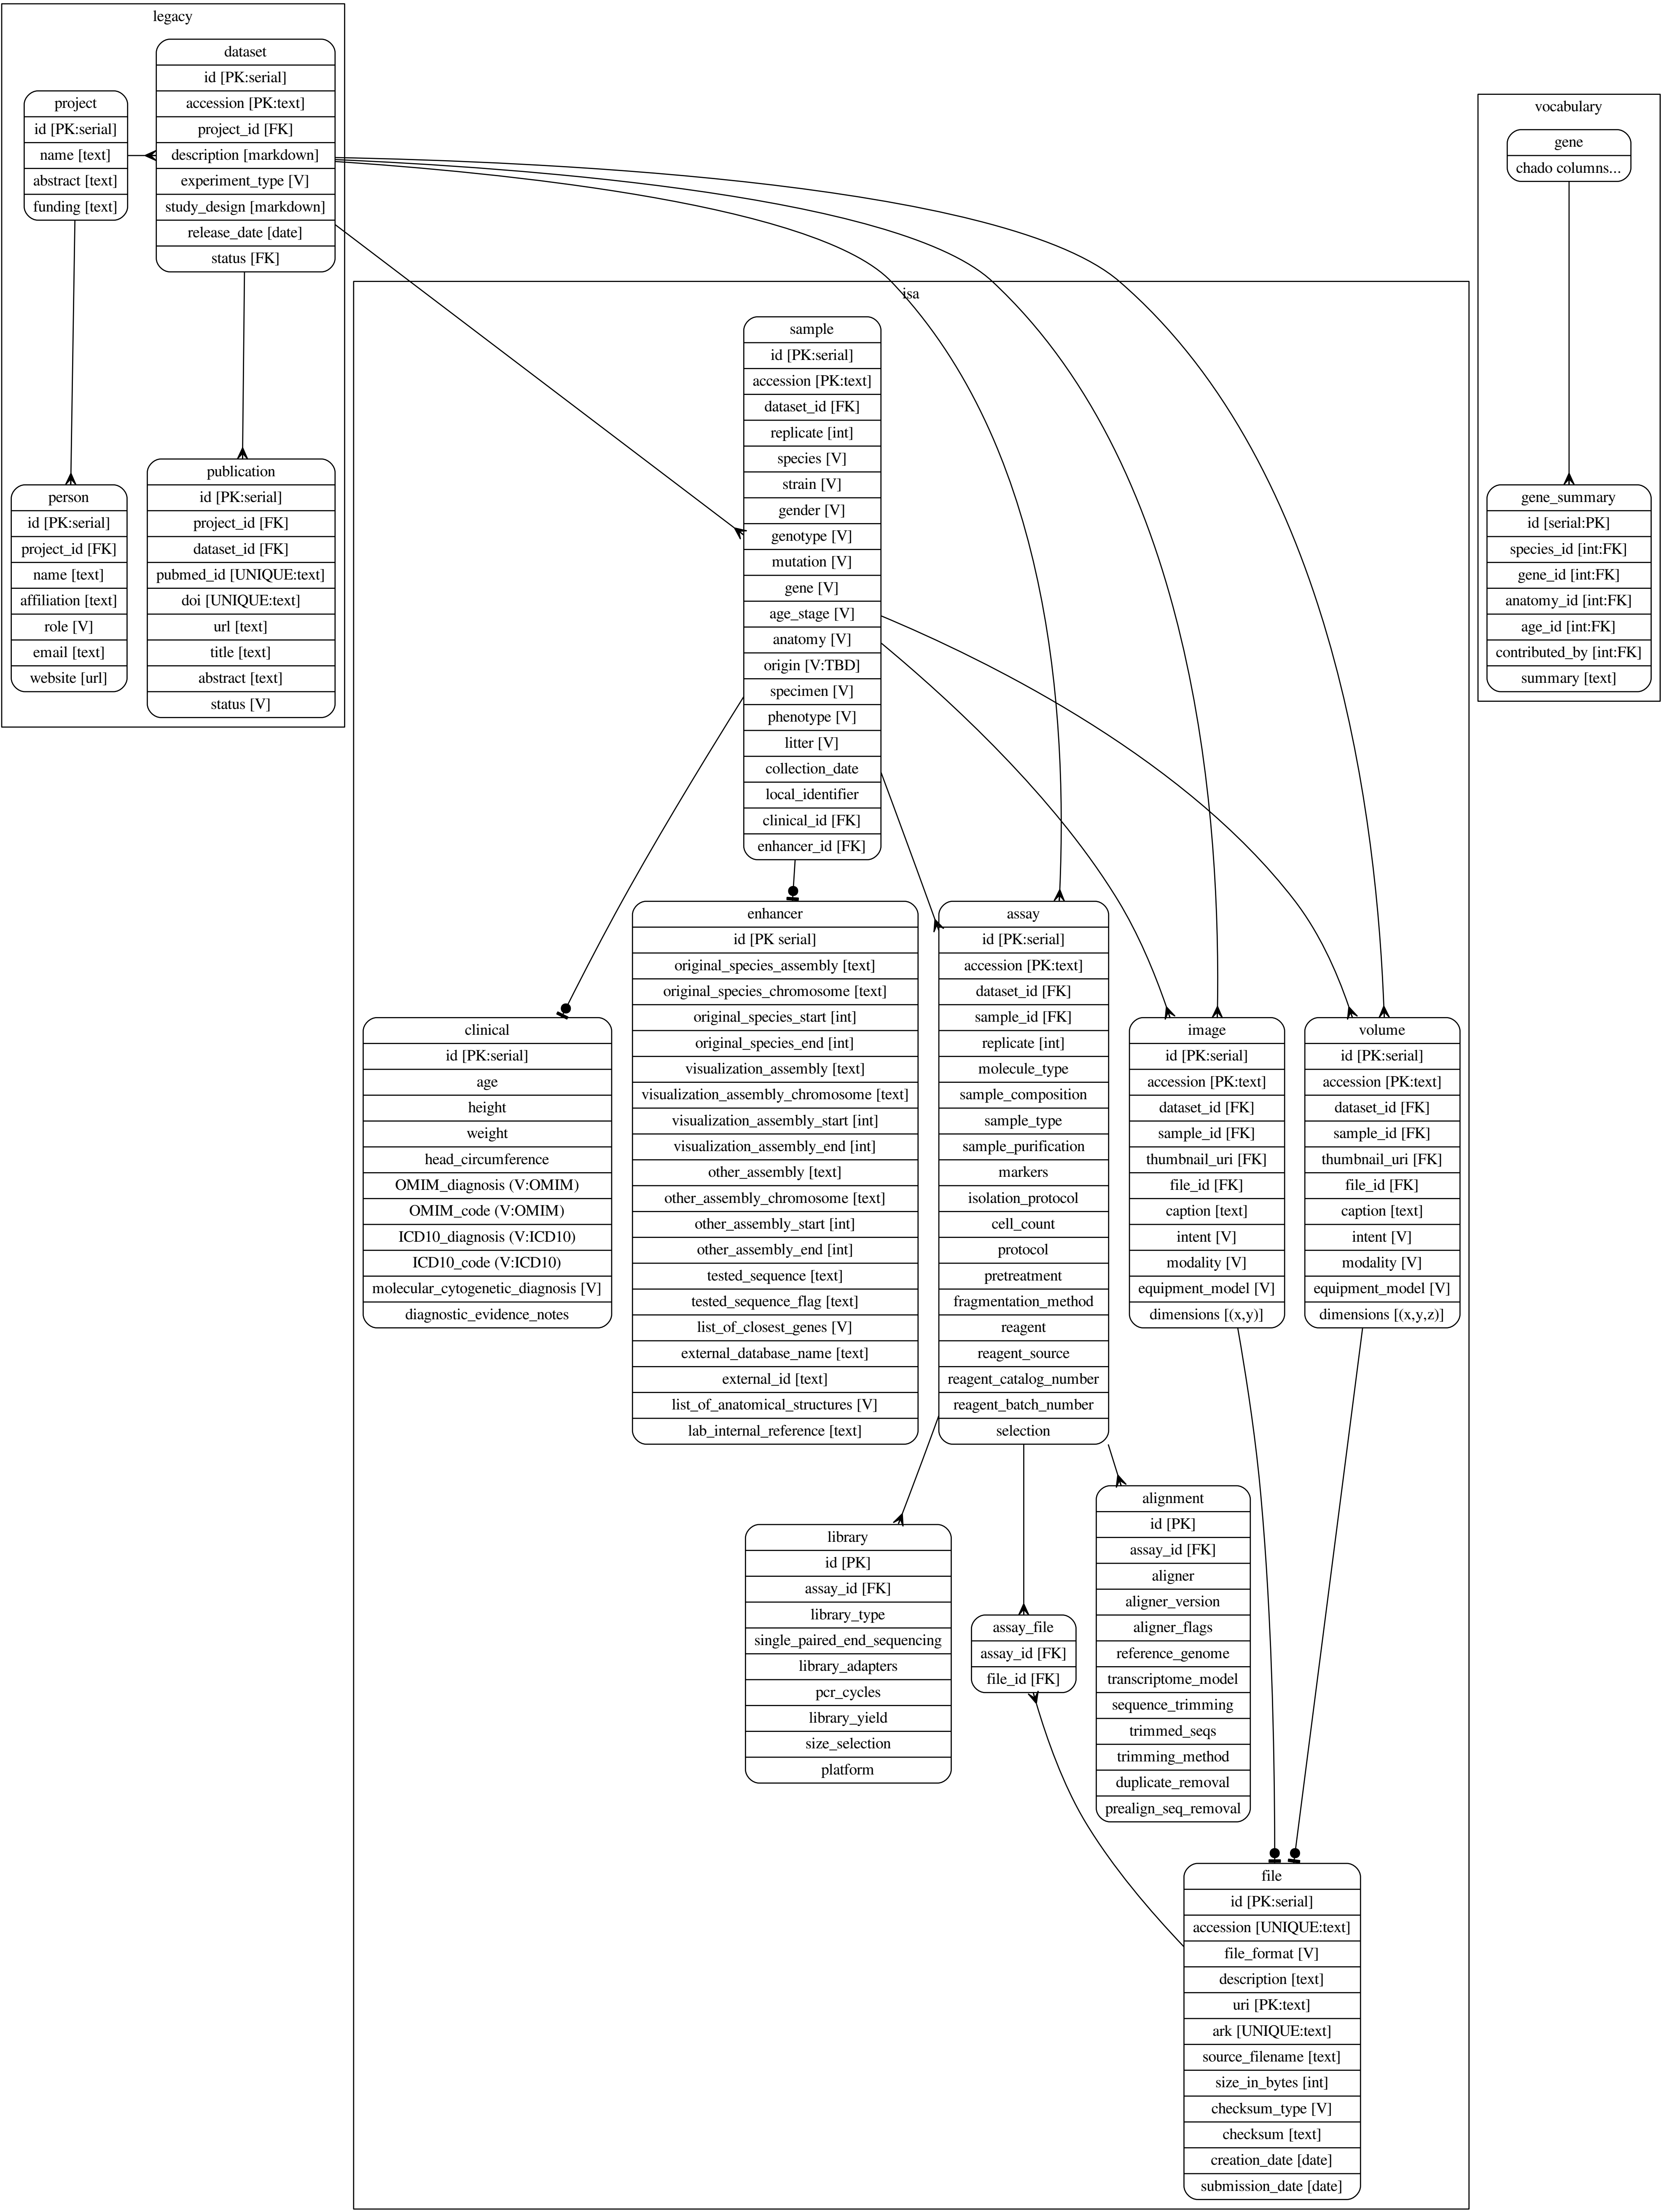 legacy
project
id [PK:serial]
name [text]
abstract [text]
funding [text]
dataset
id [PK:serial]
accession [PK:text]
project_id [FK]
description [markdown]
experiment_type [V]
study_design [markdown]
release_date [date]
status [FK]
person
id [PK:serial]
project_id [FK]
name [text]
affiliation [text]
role [V]
email [text]
website [url]
publication
id [PK:serial]
project_id [FK]
dataset_id [FK]
pubmed_id [UNIQUE:text]
doi [UNIQUE:text]
url [text]
title [text]
abstract [text]
status [V]
isa
sample
id [PK:serial]
accession [PK:text]
dataset_id [FK]
replicate [int]
species [V]
strain [V]
gender [V]
genotype [V]
mutation [V]
gene [V]
age_stage [V]
anatomy [V]
origin [V:TBD]
specimen [V]
phenotype [V]
litter [V]
collection_date
local_identifier
clinical_id [FK]
enhancer_id [FK]
clinical
id [PK:serial]
age
height
weight
head_circumference
OMIM_diagnosis (V:OMIM)
OMIM_code (V:OMIM)
ICD10_diagnosis (V:ICD10)
ICD10_code (V:ICD10)
molecular_cytogenetic_diagnosis [V]
diagnostic_evidence_notes
enhancer
id [PK serial]
original_species_assembly [text]
original_species_chromosome [text]
original_species_start [int]
original_species_end [int]
visualization_assembly [text]
visualization_assembly_chromosome [text]
visualization_assembly_start [int]
visualization_assembly_end [int]
other_assembly [text]
other_assembly_chromosome [text]
other_assembly_start [int]
other_assembly_end [int]
tested_sequence [text]
tested_sequence_flag [text]
list_of_closest_genes [V]
external_database_name [text]
external_id [text]
list_of_anatomical_structures [V]
lab_internal_reference [text]
assay
id [PK:serial]
accession [PK:text]
dataset_id [FK]
sample_id [FK]
replicate [int]
molecule_type
sample_composition
sample_type
sample_purification
markers
isolation_protocol
cell_count
protocol
pretreatment
fragmentation_method
reagent
reagent_source
reagent_catalog_number
reagent_batch_number
selection
image
id [PK:serial]
accession [PK:text]
dataset_id [FK]
sample_id [FK]
thumbnail_uri [FK]
file_id [FK]
caption [text]
intent [V]
modality [V]
equipment_model [V]
dimensions [(x,y)]
volume
id [PK:serial]
accession [PK:text]
dataset_id [FK]
sample_id [FK]
thumbnail_uri [FK]
file_id [FK]
caption [text]
intent [V]
modality [V]
equipment_model [V]
dimensions [(x,y,z)]
library
id [PK]
assay_id [FK]
library_type
single_paired_end_sequencing
library_adapters
pcr_cycles
library_yield
size_selection
platform
assay_file
assay_id [FK]
file_id [FK]
alignment
id [PK]
assay_id [FK]
aligner
aligner_version
aligner_flags
reference_genome
transcriptome_model
sequence_trimming
trimmed_seqs
trimming_method
duplicate_removal
prealign_seq_removal
file
id [PK:serial]
accession [UNIQUE:text]
file_format [V]
description [text]
uri [PK:text]
ark [UNIQUE:text]
source_filename [text]
size_in_bytes [int]
checksum_type [V]
checksum [text]
creation_date [date]
submission_date [date]
vocabulary
gene
chado columns...
gene_summary
id [serial:PK]
species_id [int:FK]
gene_id [int:FK]
anatomy_id [int:FK]
age_id [int:FK]
contributed_by [int:FK]
summary [text]